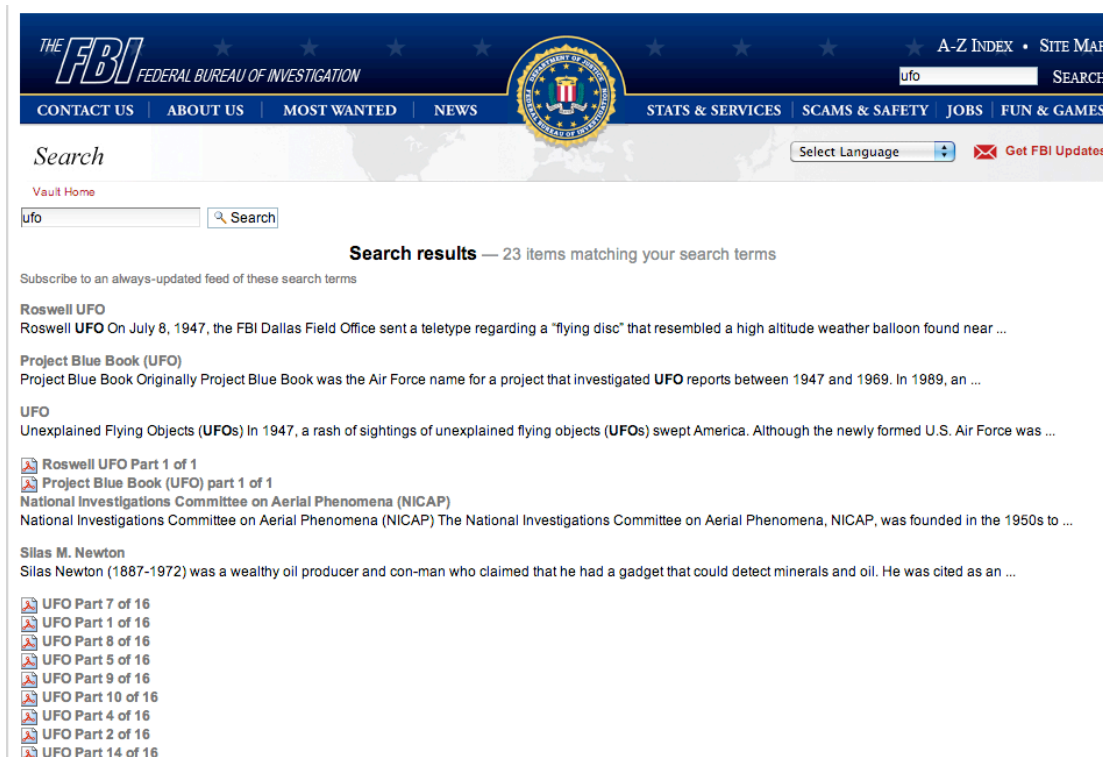 THE FBI FEDERAL BUREAU OF INVESTIGATION
A-Z INDEX • SITE MAP
ufo SEARCH
DEPARTMENT OF JUSTICE
FEDERAL BUREAU OF INVESTIGATION
CONTACT US | ABOUT US | MOST WANTED | NEWS STATS & SERVICES | SCAMS & SAFETY | JOBS | FUN & GAMES
Search
Select Language Get FBI Updates
Vault Home
ufo Search
Search results — 23 items matching your search terms
Subscribe to an always-updated feed of these search terms
Roswell UFO
Roswell UFO On July 8, 1947, the FBI Dallas Field Office sent a teletype regarding a "flying disc" that resembled a high altitude weather balloon found near ...
Project Blue Book (UFO)
Project Blue Book Originally Project Blue Book was the Air Force name for a project that investigated UFO reports between 1947 and 1969. In 1989, an ...
UFO
Unexplained Flying Objects (UFOs) In 1947, a rash of sightings of unexplained flying objects (UFOs) swept America. Although the newly formed U.S. Air Force was ...
Roswell UFO Part 1 of 1
Project Blue Book (UFO) part 1 of 1
National Investigations Committee on Aerial Phenomena (NICAP)
National Investigations Committee on Aerial Phenomena (NICAP) The National Investigations Committee on Aerial Phenomena, NICAP, was founded in the 1950s to ...
Silas M. Newton
Silas Newton (1887-1972) was a wealthy oil producer and con-man who claimed that he had a gadget that could detect minerals and oil. He was cited as an ...
UFO Part 7 of 16
UFO Part 1 of 16
UFO Part 8 of 16
UFO Part 5 of 16
UFO Part 9 of 16
UFO Part 10 of 16
UFO Part 4 of 16
UFO Part 2 of 16
UFO Part 14 of 16